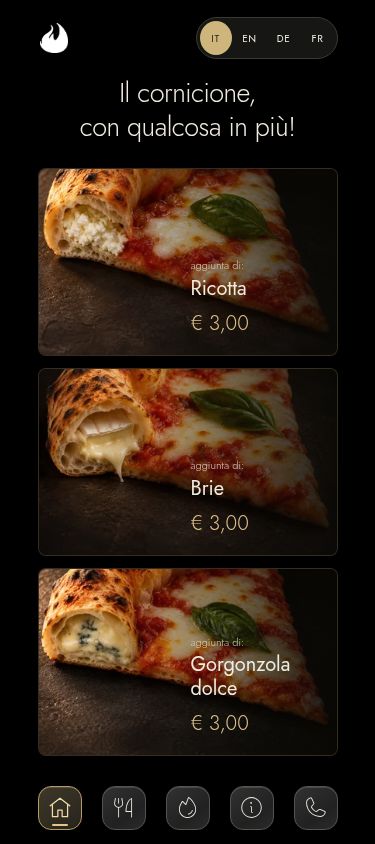 IT EN DE FR
Il cornicione,
con qualcosa in più!
aggiunta di:
Ricotta
€ 3,00
aggiunta di:
Brie
€ 3,00
aggiunta di:
Gorgonzola
dolce
€ 3,00